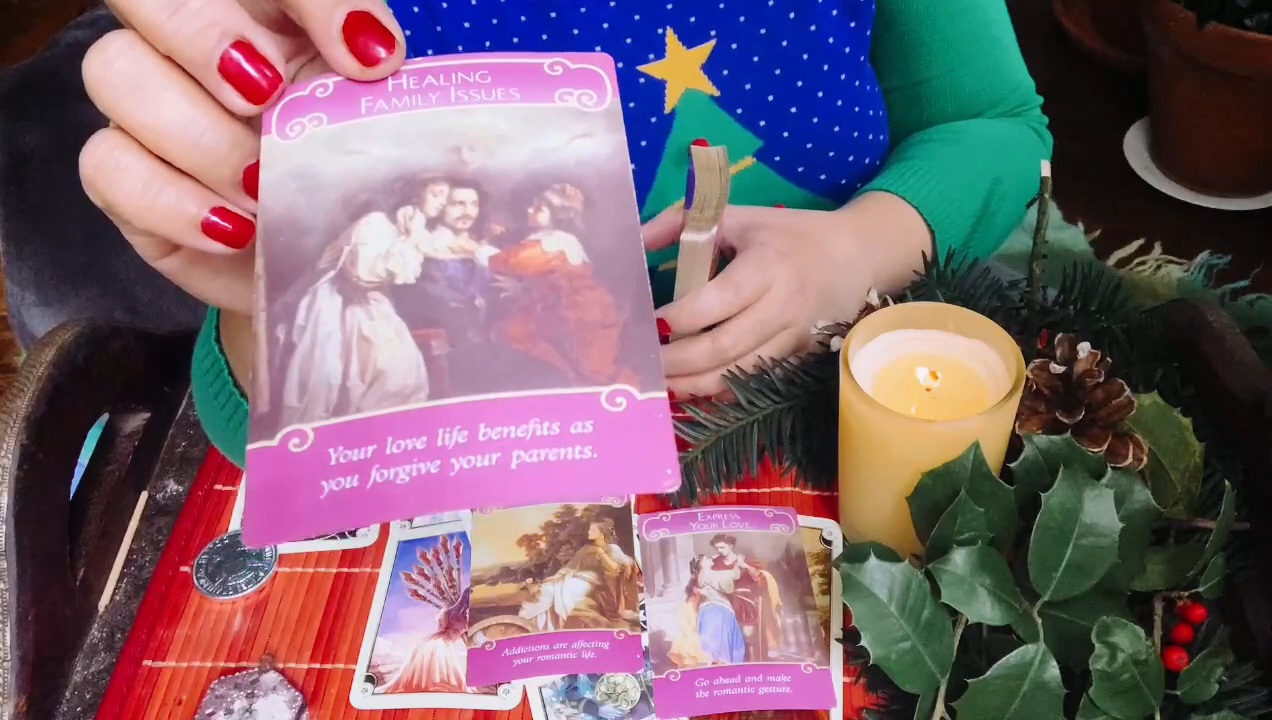 HEALING
FAMILY ISSUES
Your love life benefits as
you forgive your parents.
EXPRESS
YOUR LOVE
Addictions are affecting
your romantic life.
Go ahead and make
the romantic gesture.